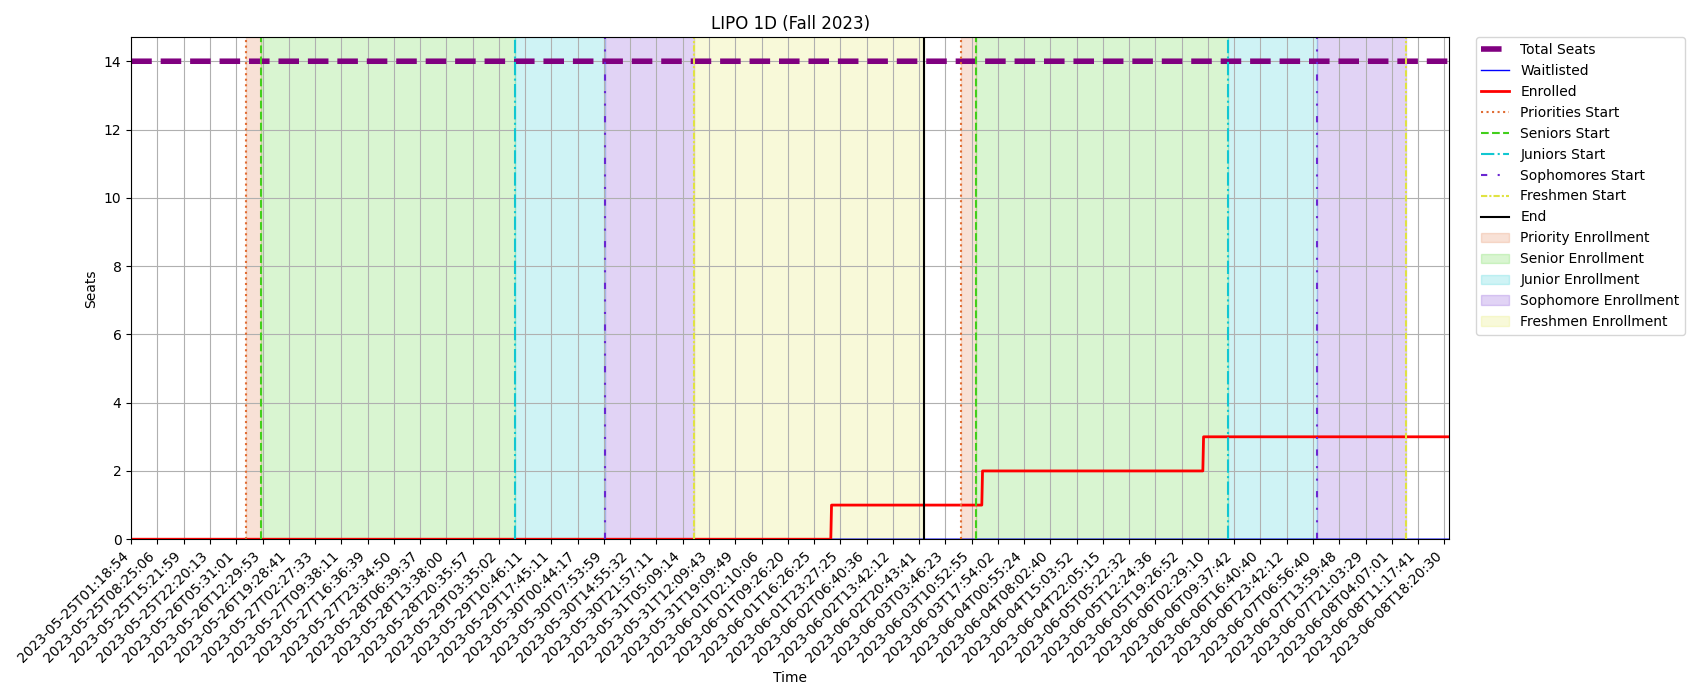 LIPO 1D (Fall 2023)
Total Seats
Waitlisted
Enrolled
Priorities Start
Seniors Start
Juniors Start
Sophomores Start
Freshmen Start
End
Priority Enrollment
Senior Enrollment
Junior Enrollment
Sophomore Enrollment
Freshmen Enrollment
Seats
14
12
10
8
6
4
2
0
2023-05-25T01:18:54
2023-05-25T08:25:06
2023-05-25T15:21:59
2023-05-25T22:20:13
2023-05-26T05:31:01
2023-05-26T12:29:53
2023-05-26T19:28:41
2023-05-27T02:27:33
2023-05-27T09:38:11
2023-05-27T16:36:39
2023-05-27T23:34:50
2023-05-28T06:39:37
2023-05-28T13:38:00
2023-05-28T20:35:57
2023-05-29T03:35:02
2023-05-29T10:46:11
2023-05-29T17:45:11
2023-05-30T00:44:17
2023-05-30T07:53:59
2023-05-30T14:55:32
2023-05-30T21:57:11
2023-05-31T05:09:14
2023-05-31T12:09:43
2023-05-31T19:09:49
2023-06-01T02:10:06
2023-06-01T09:26:20
2023-06-01T16:26:25
2023-06-01T23:27:25
2023-06-02T06:40:36
2023-06-02T13:42:12
2023-06-02T20:43:41
2023-06-03T03:46:23
2023-06-03T10:52:55
2023-06-03T17:54:02
2023-06-04T00:55:24
2023-06-04T08:02:40
2023-06-04T15:03:52
2023-06-04T22:05:15
2023-06-05T05:22:32
2023-06-05T12:24:36
2023-06-05T19:26:52
2023-06-06T02:29:10
2023-06-06T09:37:42
2023-06-06T16:40:40
2023-06-06T23:42:12
2023-06-07T06:56:40
2023-06-07T13:59:48
2023-06-07T21:03:29
2023-06-08T04:07:01
2023-06-08T11:17:41
2023-06-08T18:20:30
Time